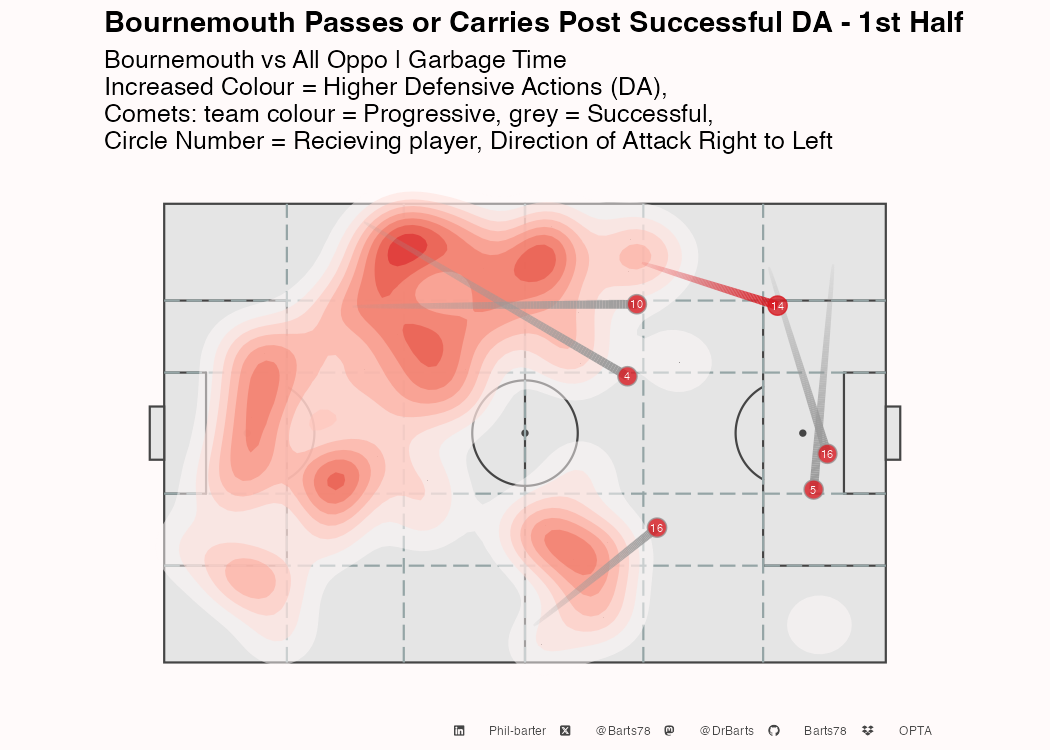 Bournemouth Passes or Carries Post Successful DA - 1st Half
Bournemouth vs All Oppo | Garbage Time
Increased Colour = Higher Defensive Actions (DA),
Comets: team colour = Progressive, grey = Successful,
Circle Number = Recieving player, Direction of Attack Right to Left
10
14
4
16
5
16
Phil-barter @Barts78 @DrBarts Barts78 OPTA